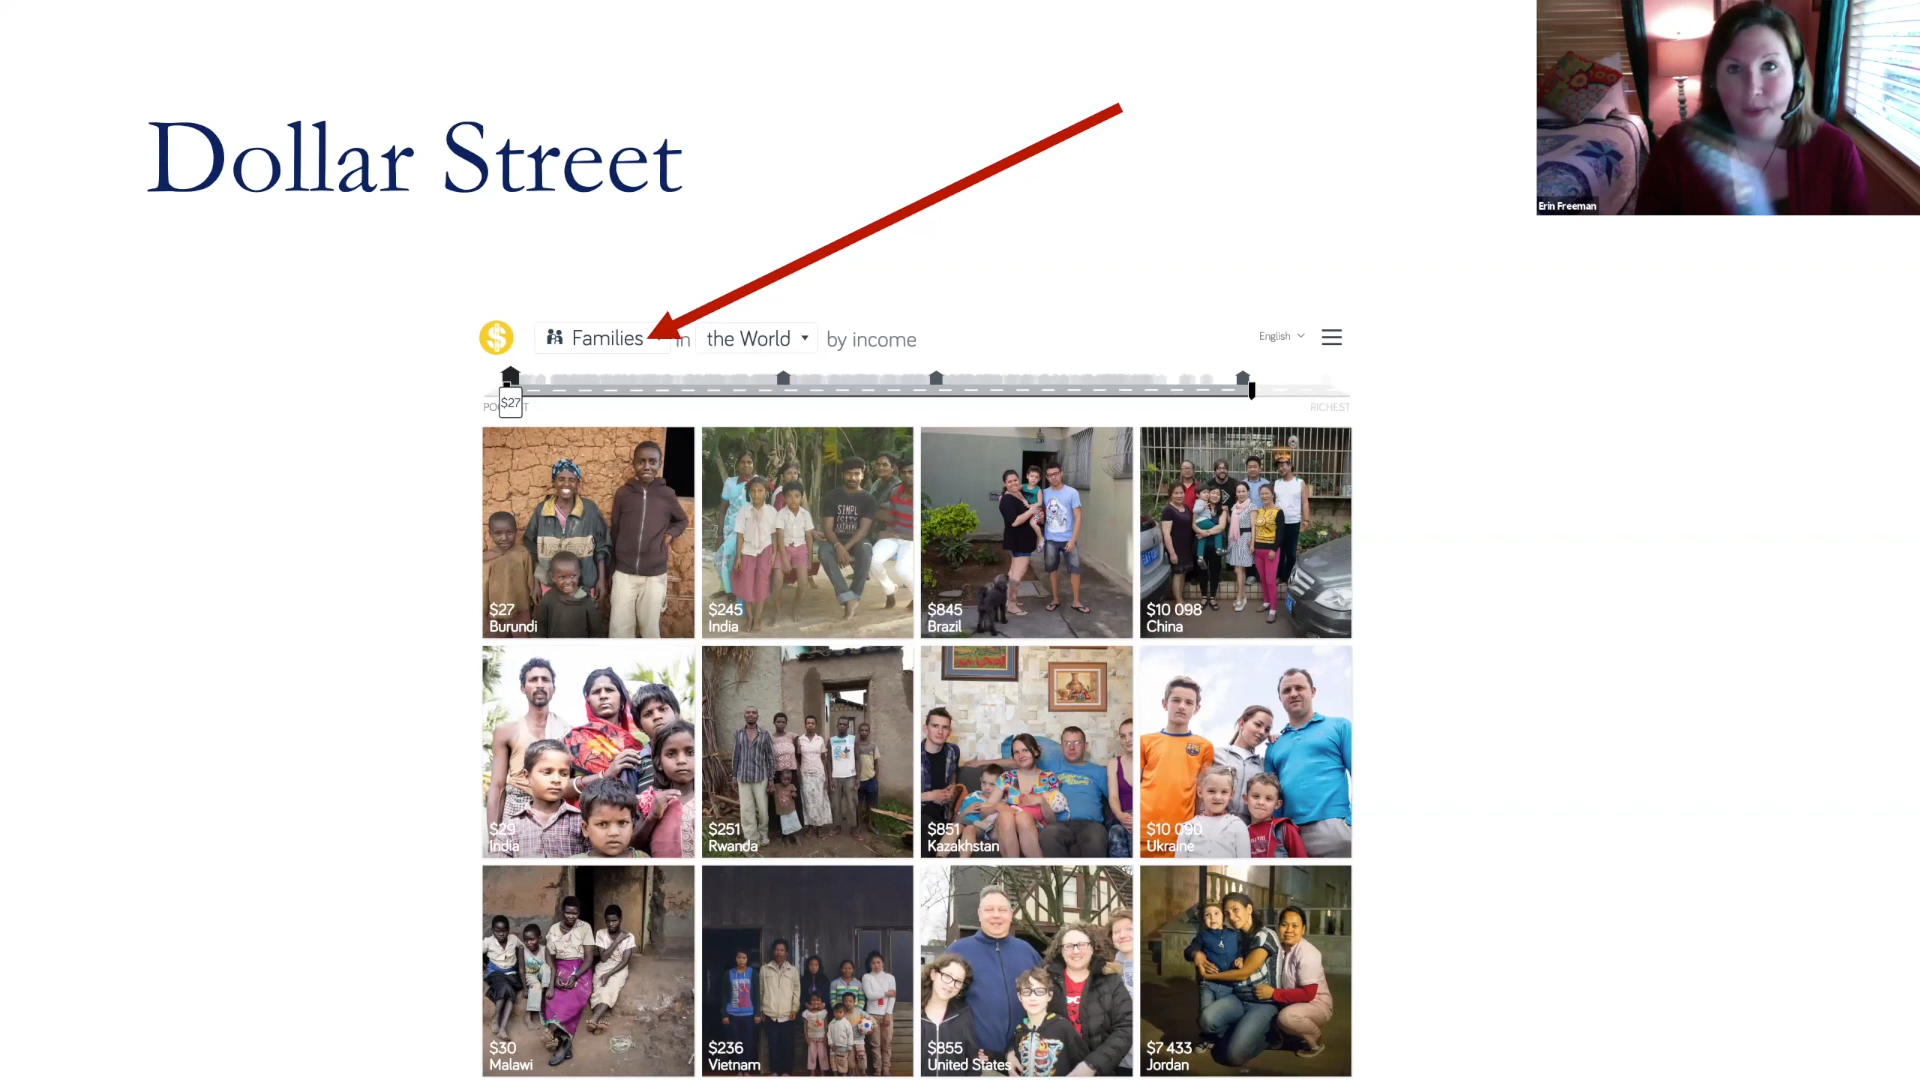 Dollar Street
Erin Freeman
$ Families in the World by income
English
$27
RICHEST
SIMPL
$27
Burundi
$245
India
$845
Brazil
$10 098
China
$29
India
$251
Rwanda
$851
Kazakhstan
$10 090
Ukraine
$30
Malawi
$236
Vietnam
$855
United States
$7 433
Jordan